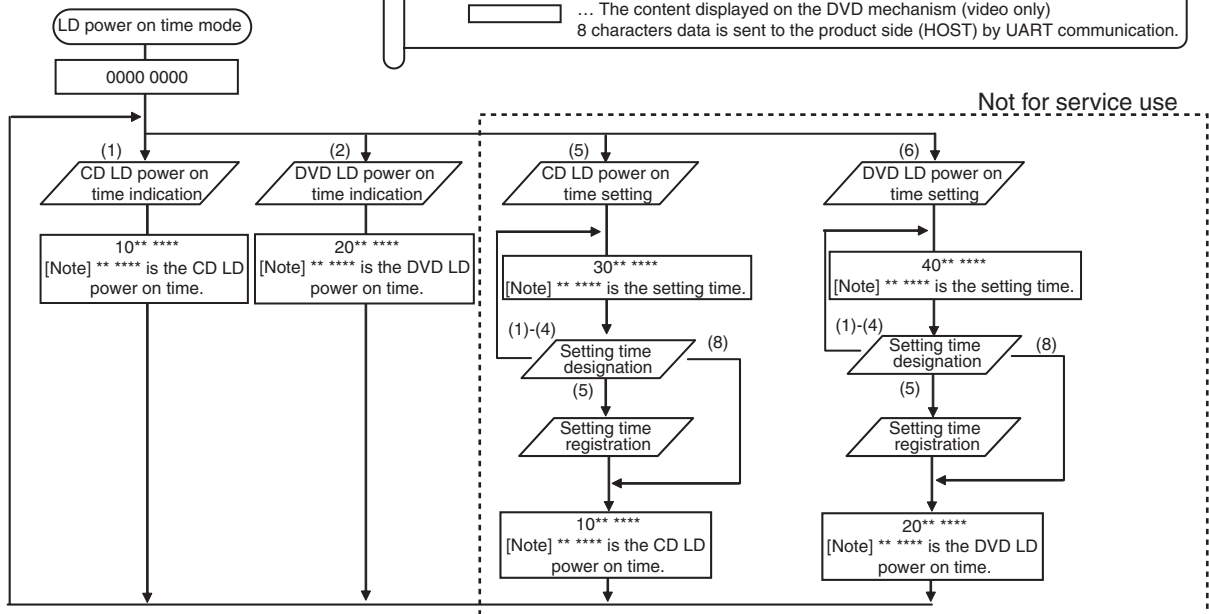 … The content displayed on the DVD mechanism (video only)
8 characters data is sent to the product side (HOST) by UART communication.
LD power on time mode
0000 0000
Not for service use
(1)
CD LD power on
time indication
10** ****
[Note] ** **** is the CD LD
power on time.
(2)
DVD LD power on
time indication
20** ****
[Note] ** **** is the DVD LD
power on time.
(5)
CD LD power on
time setting
30** ****
[Note] ** **** is the setting time.
(1)-(4)
Setting time
designation
(8)
(5)
Setting time
registration
10** ****
[Note] ** **** is the CD LD
power on time.
(6)
DVD LD power on
time setting
40** ****
[Note] ** **** is the setting time.
(1)-(4)
Setting time
designation
(8)
(5)
Setting time
registration
20** ****
[Note] ** **** is the DVD LD
power on time.